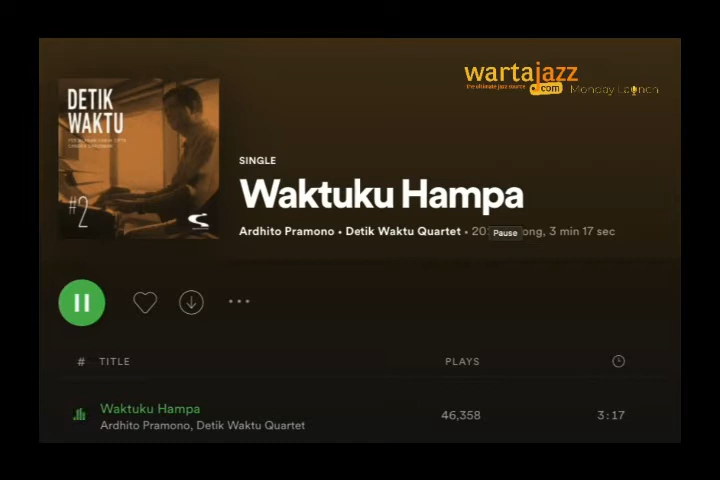 wartajazz
the ultimate jazz source
.com
Monday Launch
DETIK
WAKTU
#2
SINGLE
Waktuku Hampa
Ardhito Pramono • Detik Waktu Quartet • 20 ong, 3 min 17 sec
Pause
# TITLE PLAYS
Waktuku Hampa 46,358 3:17
Ardhito Pramono, Detik Waktu Quartet